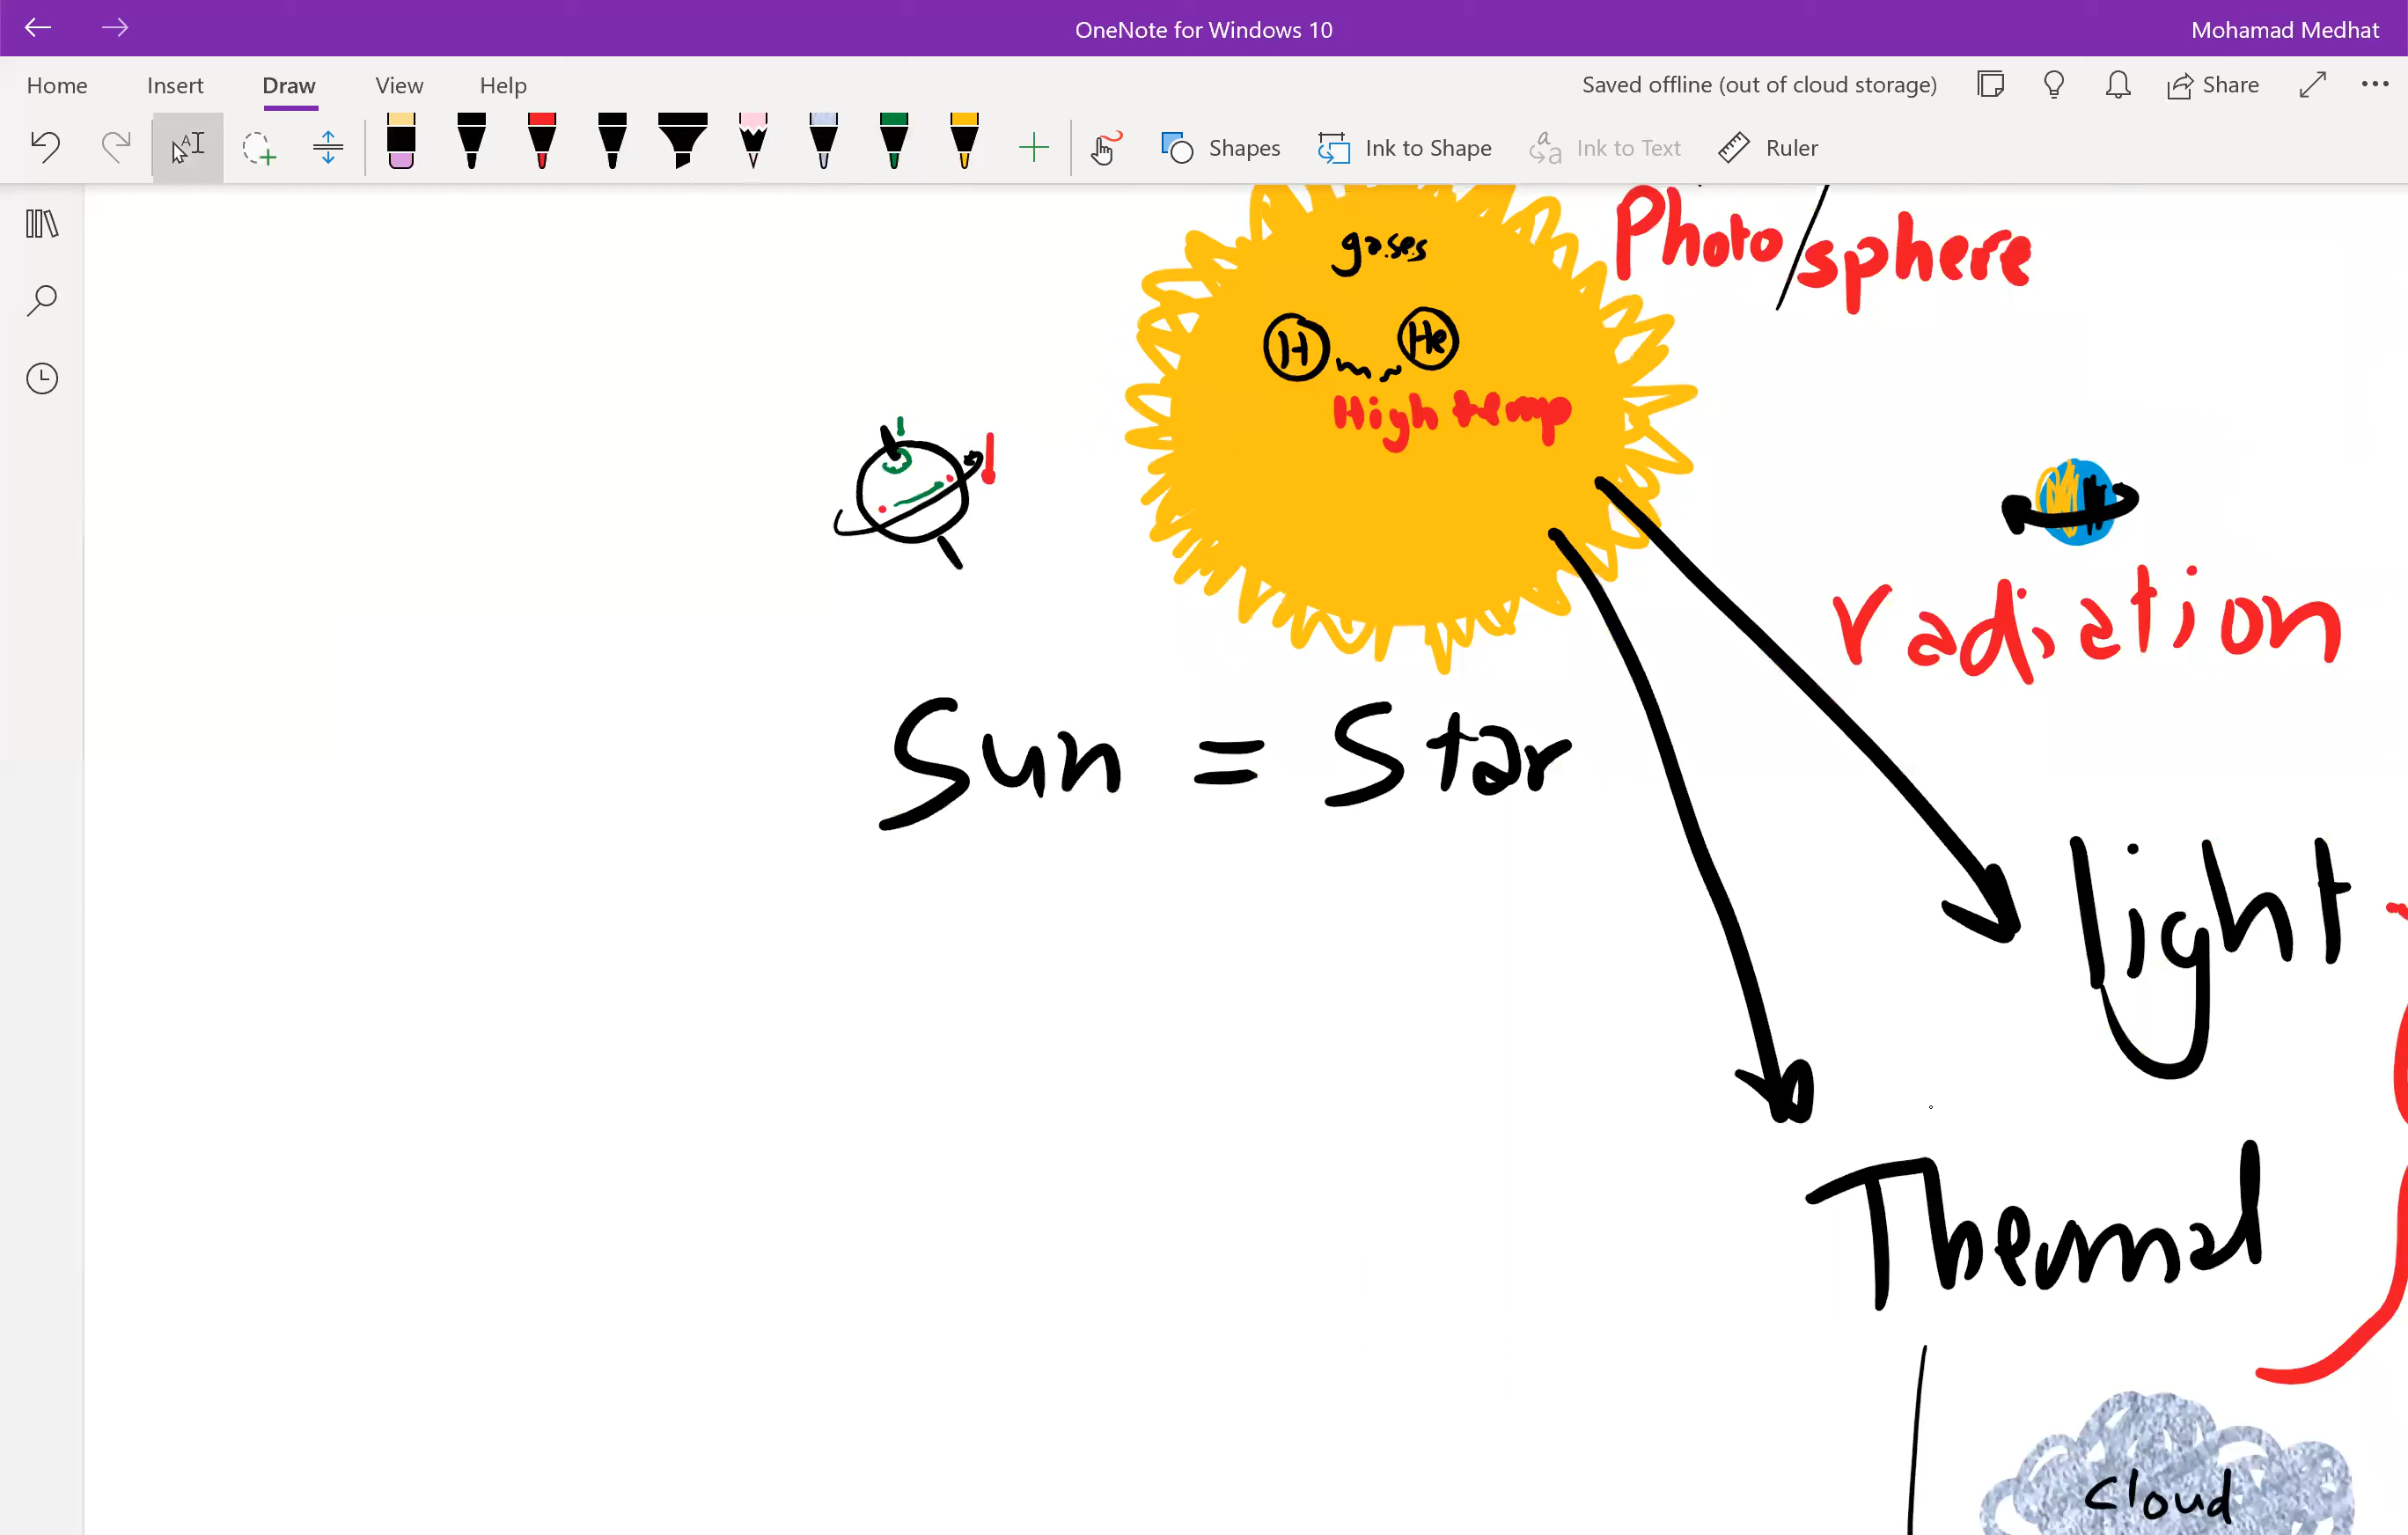 OneNote for Windows 10
Mohamad Medhat
Home Insert Draw View Help
Saved offline (out of cloud storage)
Share
Shapes
Ink to Shape
Ink to Text
Ruler
Photo/sphere
gases
H He
High temp
radiation
Sun = Star
light
Thermal
Cloud